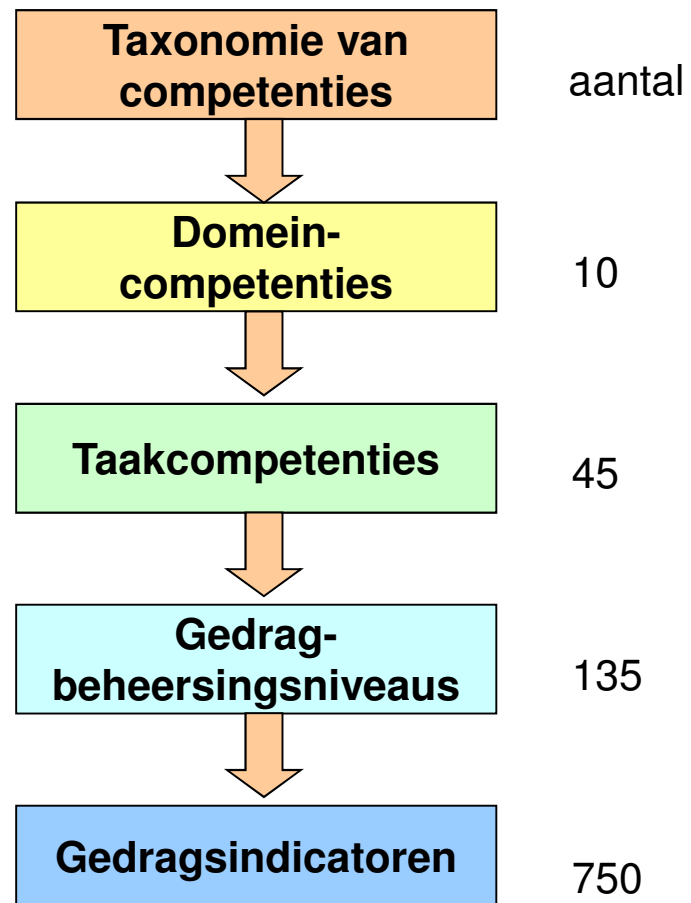 Taxonomie van
competenties
aantal
Domein-
competenties
10
Taakcompetenties
45
Gedrag-
beheersingsniveaus
135
Gedragsindicatoren
750